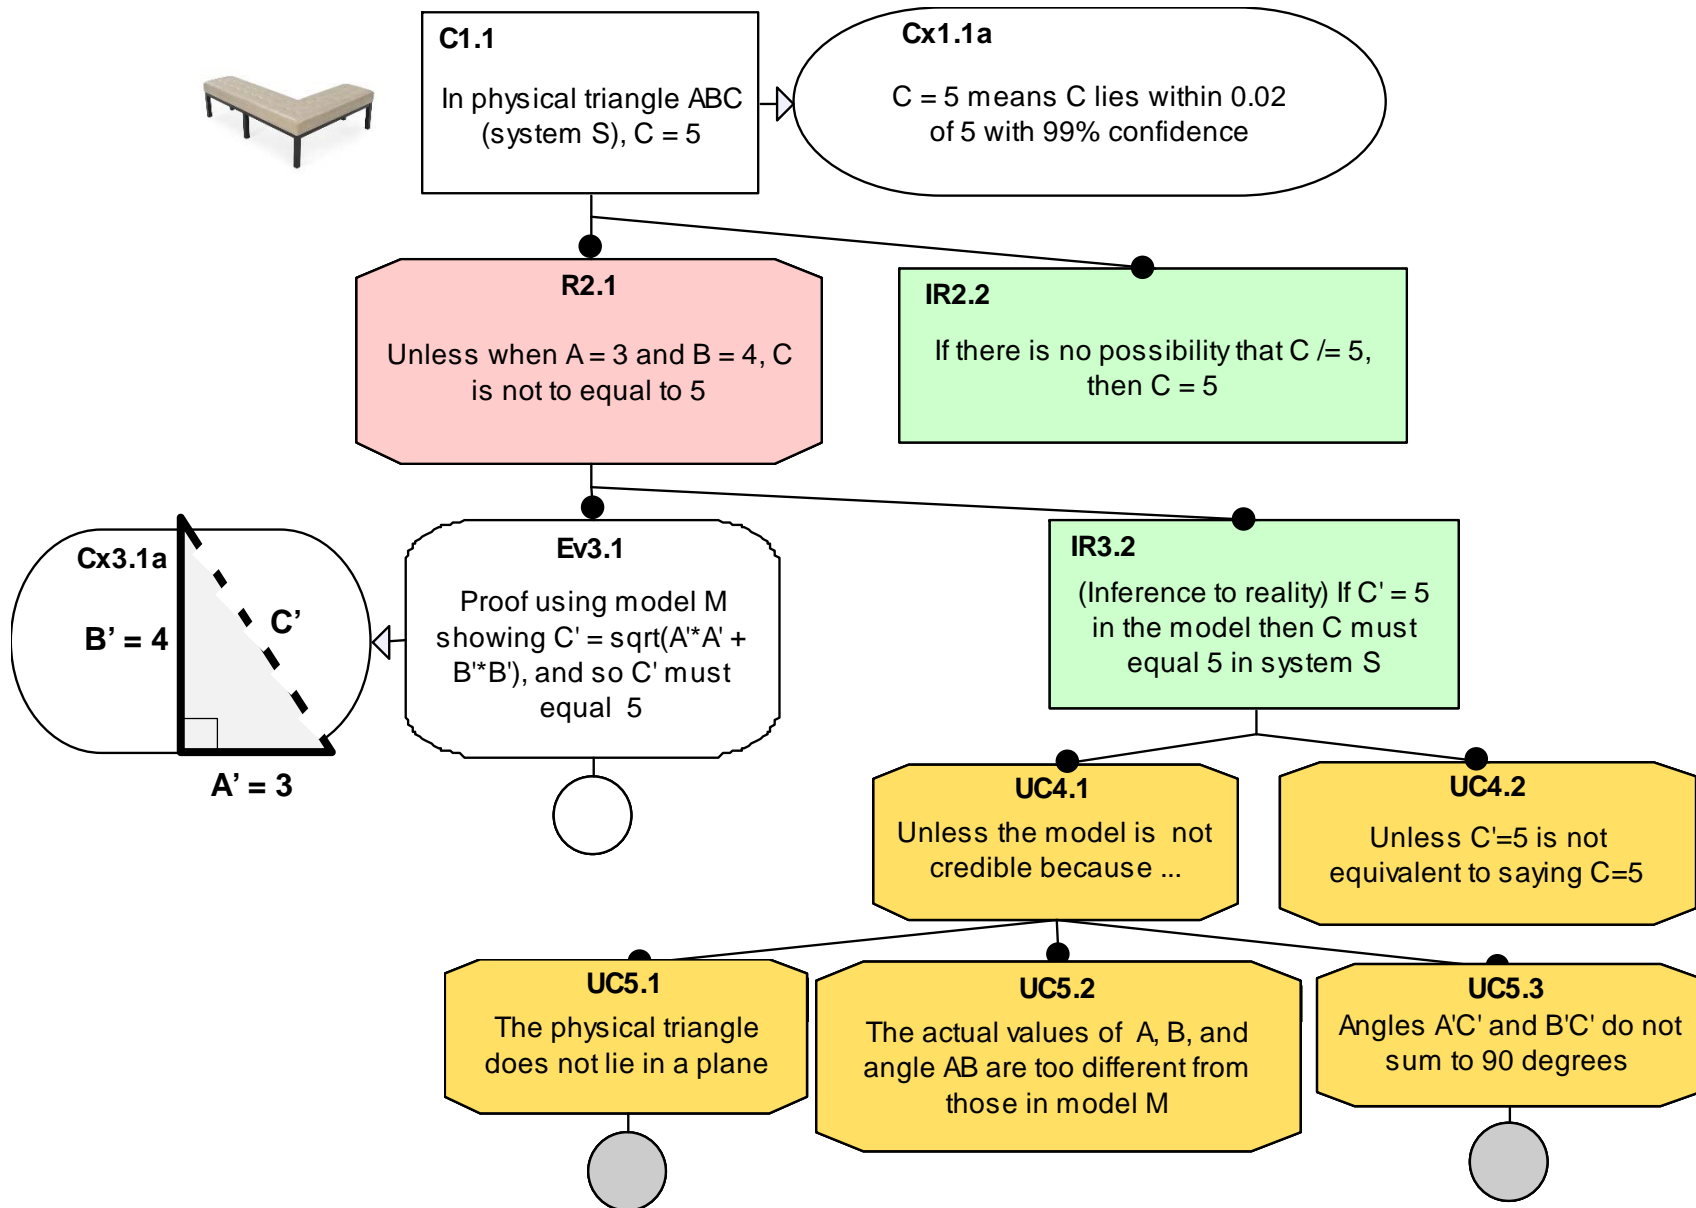 C1.1
In physical triangle ABC
(system S), C = 5
Cx1.1a
C = 5 means C lies within 0.02
of 5 with 99% confidence
R2.1
Unless when A = 3 and B = 4, C
is not to equal to 5
IR2.2
If there is no possibility that C /= 5,
then C = 5
Cx3.1a
B’ = 4
C’
A’ = 3
Ev3.1
Proof using model M
showing C' = sqrt(A'*A' +
B'*B'), and so C' must
equal 5
IR3.2
(Inference to reality) If C' = 5
in the model then C must
equal 5 in system S
UC4.1
Unless the model is not
credible because ...
UC4.2
Unless C'=5 is not
equivalent to saying C=5
UC5.1
The physical triangle
does not lie in a plane
UC5.2
The actual values of A, B, and
angle AB are too different from
those in model M
UC5.3
Angles A'C' and B'C' do not
sum to 90 degrees